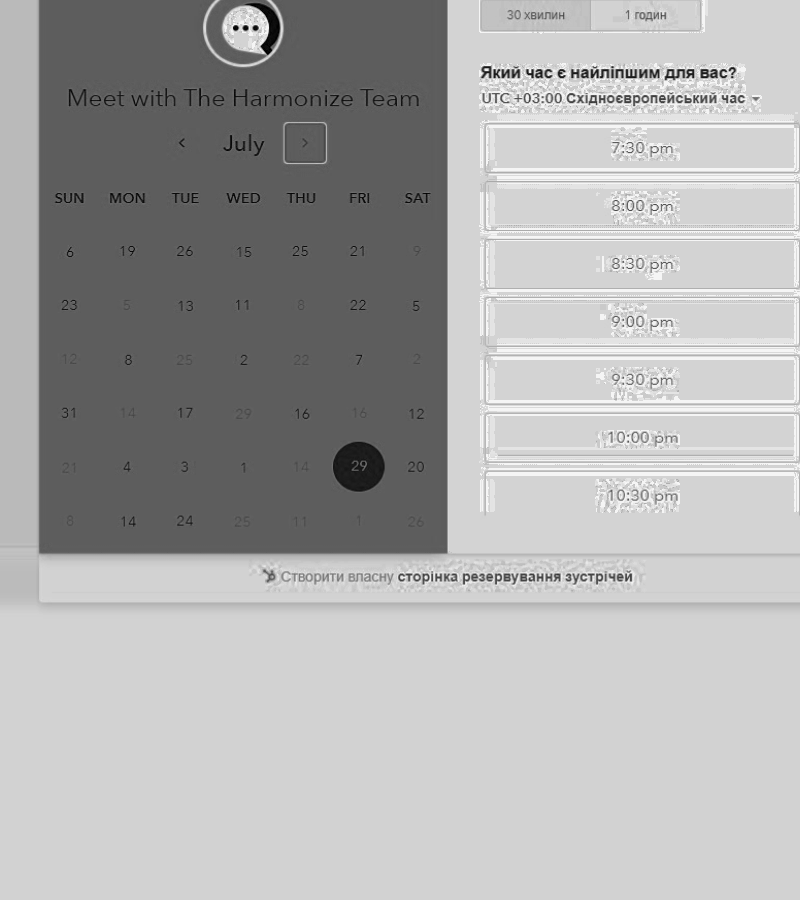 Meet with The Harmonize Team
July
SUN MON TUE WED THU FRI SAT
6 19 26 15 25 21 9
23 5 13 11 8 22 5
12 8 25 2 22 7 2
31 14 17 29 16 16 12
21 4 3 1 14 29 20
8 14 24 25 11 1 26
30 хвилин 1 годин
Який час є найліпшим для вас?
UTC +03:00 Східноєвропейський час
7:30 pm
8:00 pm
8:30 pm
9:00 pm
9:30 pm
10:00 pm
10:30 pm
Створити власну сторінка резервування зустрічей